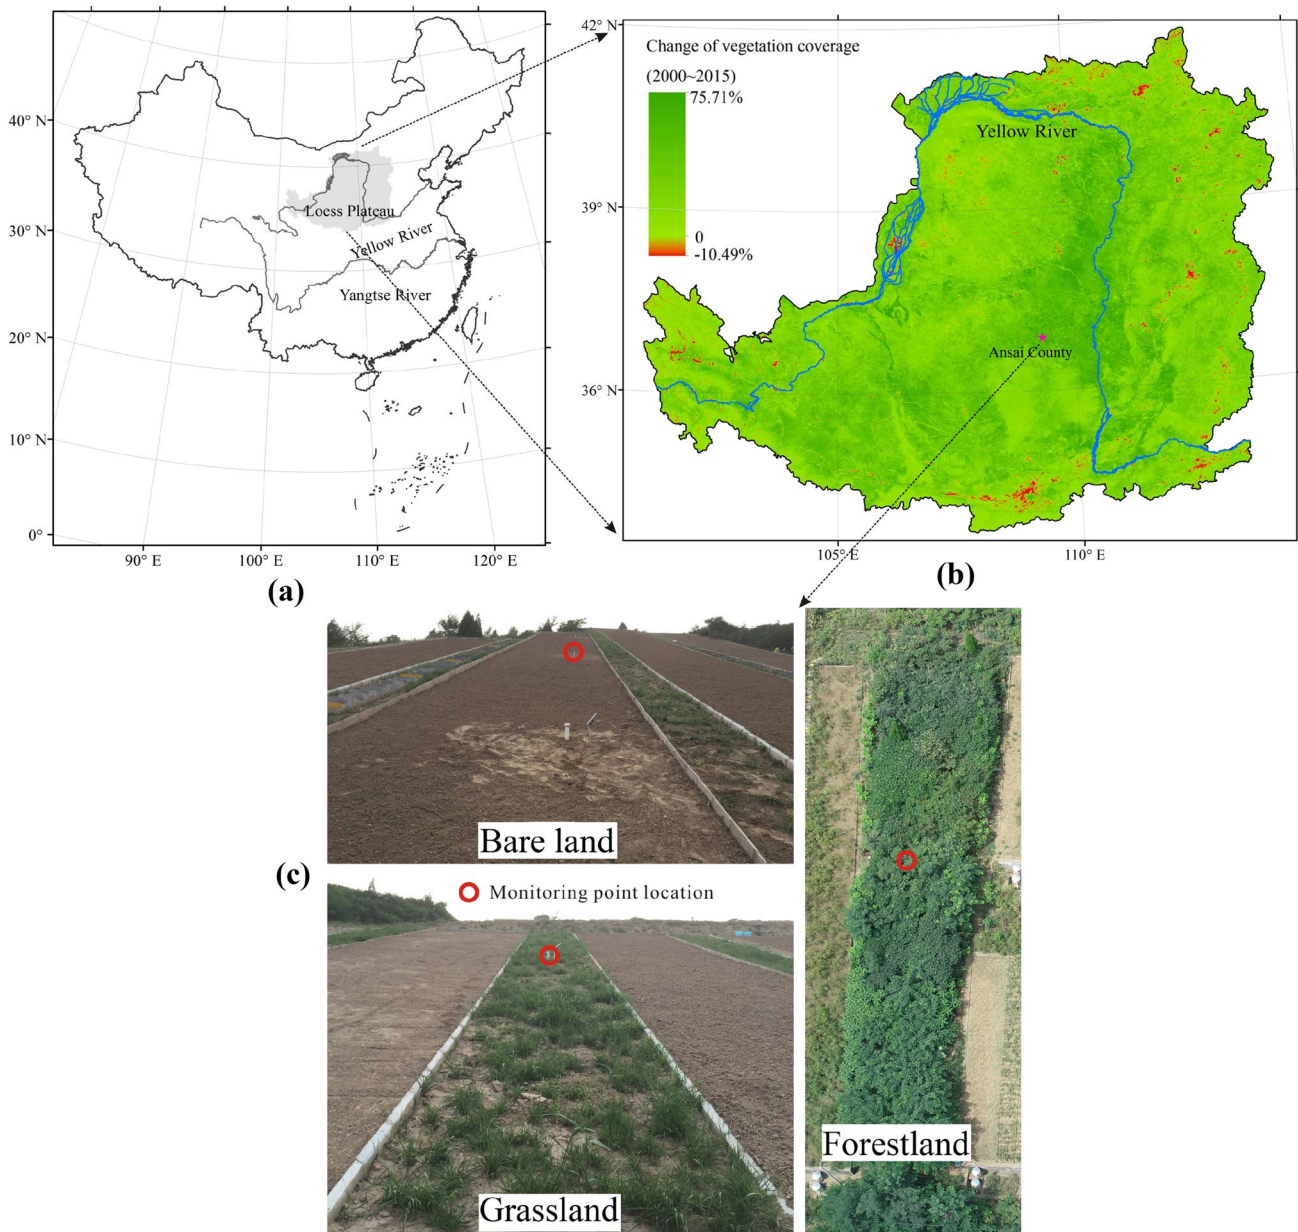 40° N
30° N
20° N
10° N
0°
90° E
100° E
110° E
120° E
Loess Plateau
Yellow River
Yangtse River
(a)
42° N
39° N
36° N
105° E
110° E
Change of vegetation coverage
(2000~2015)
75.71%
0
-10.49%
Yellow River
Ansai County
(b)
Bare land
(c)
Monitoring point location
Grassland
Forestland